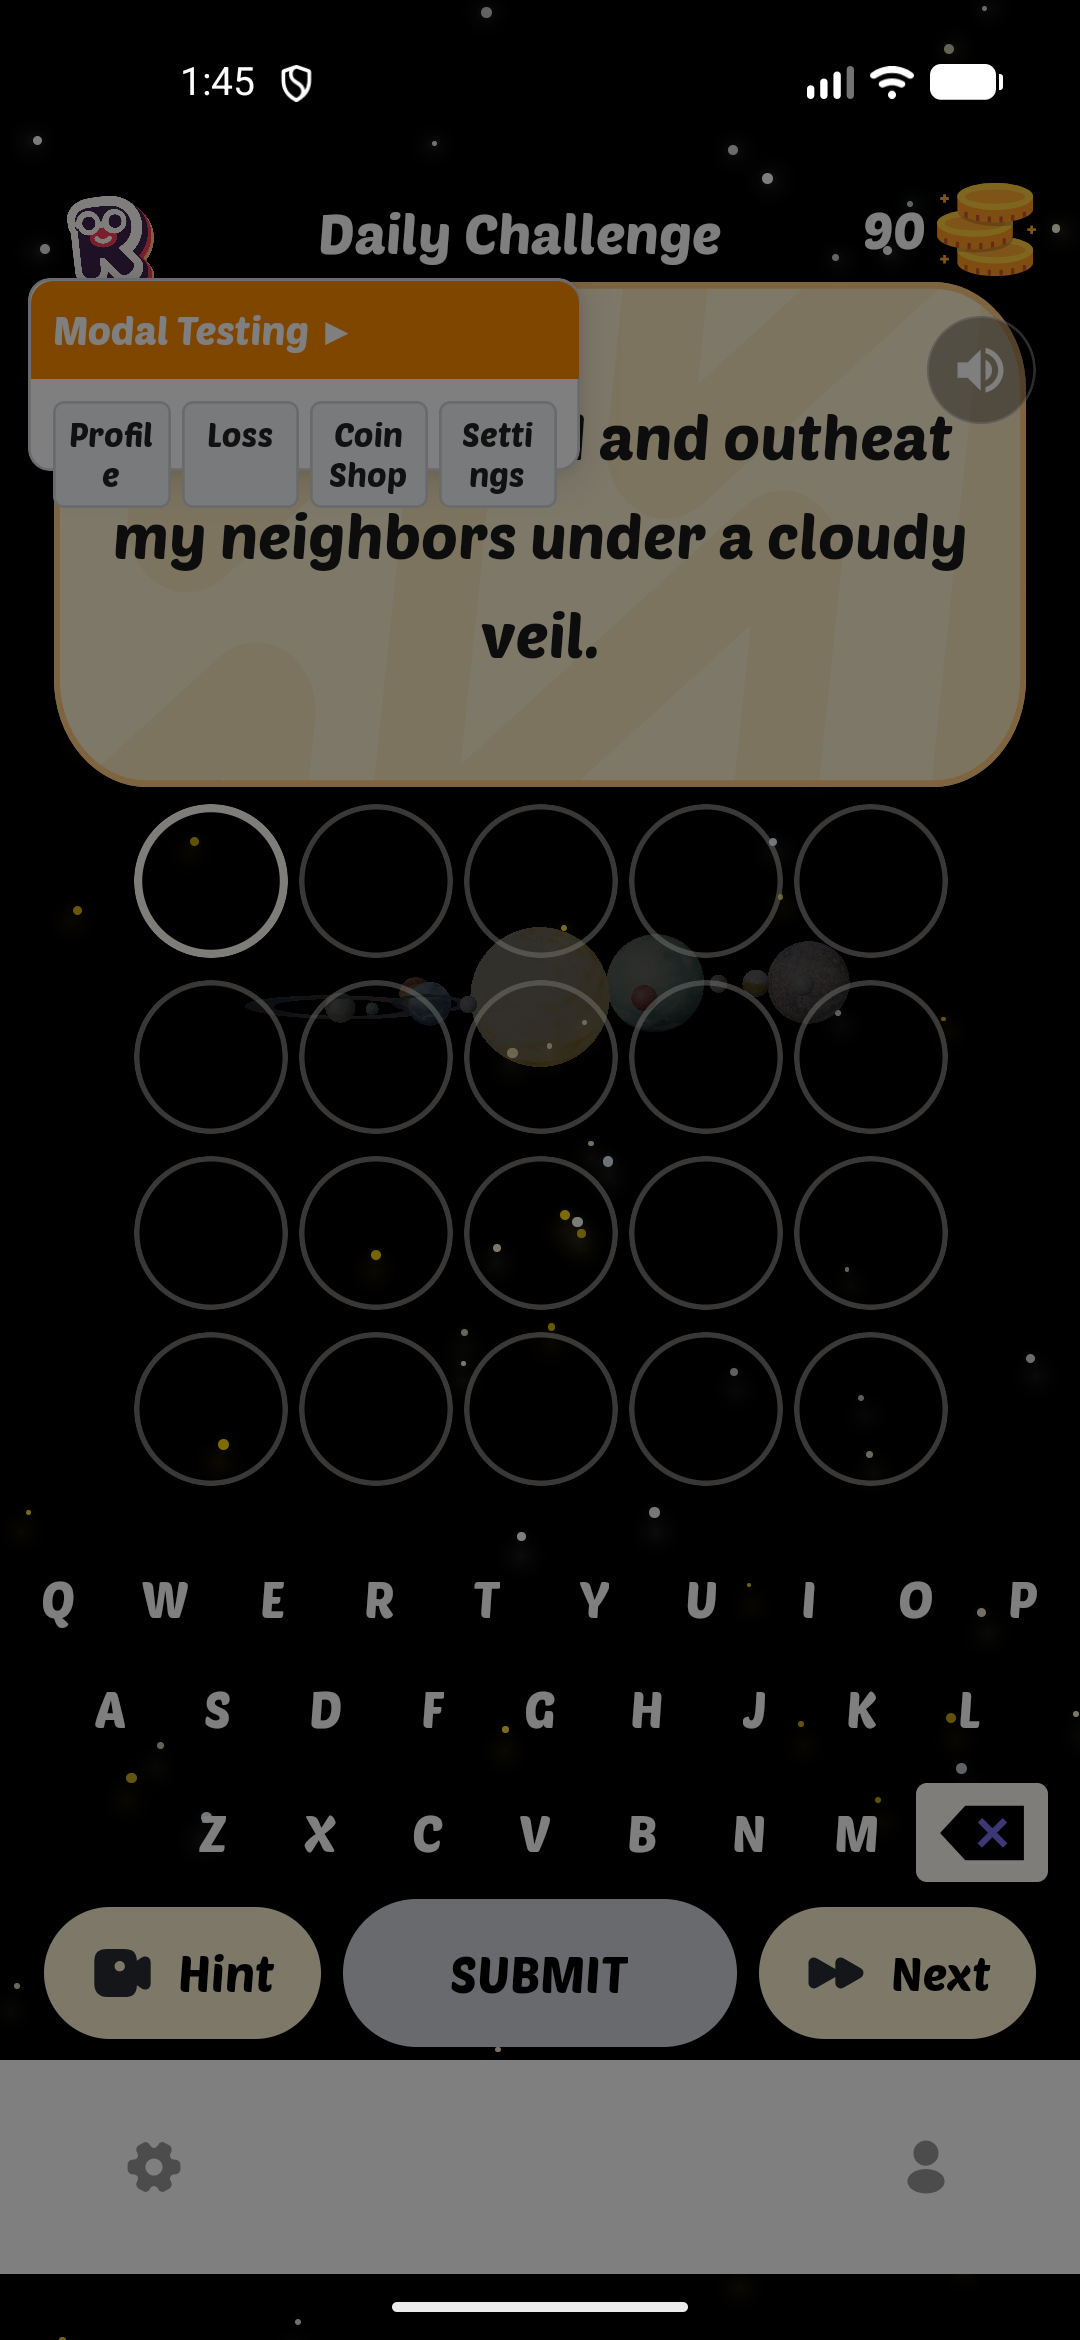 1:45
Daily Challenge
90
Modal Testing ►
Profil
e
Loss
Coin
Shop
Setti
ngs
and outheat
my neighbors under a cloudy
veil.
Q W E R T Y U I O P
A S D F G H J K L
Z X C V B N M
Hint
SUBMIT
Next